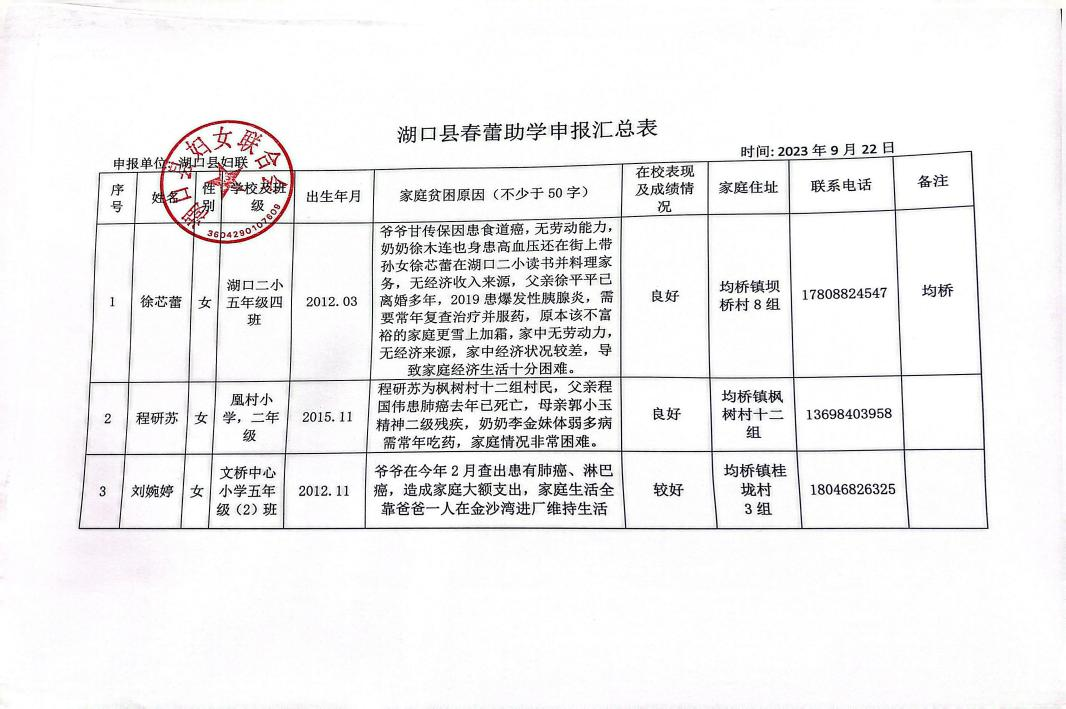 湖口县春蕾助学申报汇总表
时间: 2023 年 9 月 22 日
申报单位：湖口县妇联
湖口县妇女联合会
3604290107609
序号 姓名 性别 学校及班级 出生年月 家庭贫困原因（不少于 50 字） 在校表现及成绩情况 家庭住址 联系电话 备注
1
徐芯蕾
女
湖口二小
五年级四
班
2012.03
爷爷甘传保因患食道癌，无劳动能力，
奶奶徐木连也身患高血压还在街上带
孙女徐芯蕾在湖口二小读书并料理家
务，无经济收入来源，父亲徐平平已
离婚多年，2019 患爆发性胰腺炎，需
要常年复查治疗并服药，原本该不富
裕的家庭更雪上加霜，家中无劳动力，
无经济来源，家中经济状况较差，导
致家庭经济生活十分困难。
良好
均桥镇坝
桥村 8 组
17808824547
均桥
2
程研苏
女
凰村小
学，二年
级
2015.11
程研苏为枫树村十二组村民，父亲程
国伟患肺癌去年已死亡，母亲郭小玉
精神二级残疾，奶奶李金妹体弱多病
需常年吃药，家庭情况非常困难。
良好
均桥镇枫
树村十二
组
13698403958
3
刘婉婷
女
文桥中心
小学五年
级（2）班
2012.11
爷爷在今年 2 月查出患有肺癌、淋巴
癌，造成家庭大额支出，家庭生活全
靠爸爸一人在金沙湾进厂维持生活
较好
均桥镇桂
垅村
3 组
18046826325